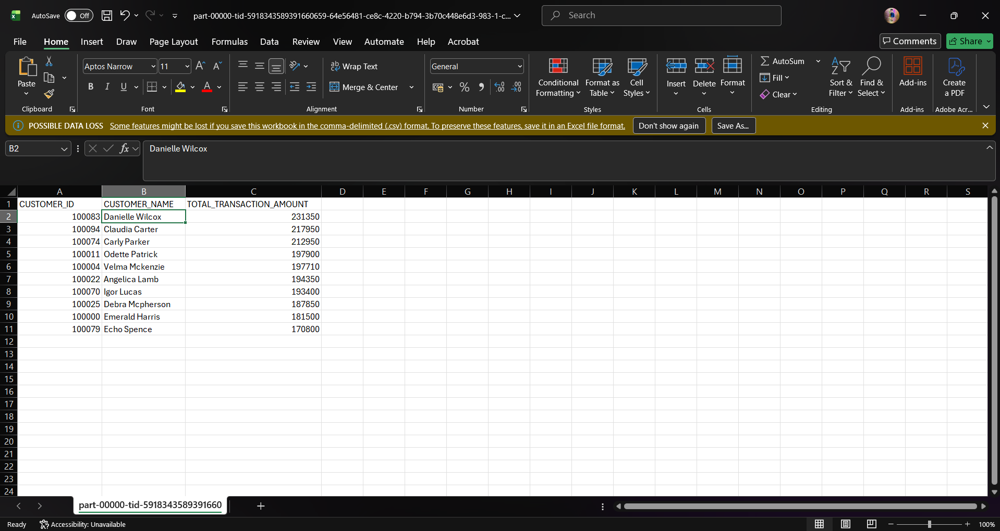 AutoSave Off part-00000-tid-5918343589391660659-64e56481-ce8c-4220-b794-3b70c448e6d3-983-1-c... Search
File Home Insert Draw Page Layout Formulas Data Review View Automate Help Acrobat Comments Share
Paste
Clipboard
Aptos Narrow 11
B I U A
Font
ab Wrap Text
Merge & Center
Alignment
General
% 9 .00 .00
Number
Conditional Formatting
Format as Table
Cell Styles
Styles
Insert Delete Format
Cells
AutoSum
Fill
Clear
Sort & Filter
Find & Select
Editing
Add-ins
Add-ins
Create a PDF
Adobe Acr...
POSSIBLE DATA LOSS Some features might be lost if you save this workbook in the comma-delimited (.csv) format. To preserve these features, save it in an Excel file format. Don't show again Save As...
B2 fx Danielle Wilcox
A B C D E F G H I J K L M N O P Q R S
1 CUSTOMER_ID CUSTOMER_NAME TOTAL_TRANSACTION_AMOUNT
2 100083 Danielle Wilcox 231350
3 100094 Claudia Carter 217950
4 100074 Carly Parker 212950
5 100011 Odette Patrick 197900
6 100004 Velma Mckenzie 197710
7 100022 Angelica Lamb 194350
8 100070 Igor Lucas 193400
9 100025 Debra Mcpherson 187850
10 100000 Emerald Harris 181500
11 100079 Echo Spence 170800
12
13
14
15
16
17
18
19
20
21
22
23
24
part-00000-tid-5918343589391660
Ready Accessibility: Unavailable 100%